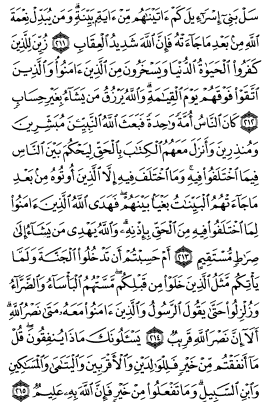 سَلْ بَنِىٓ إِسْرَٰٓءِيلَ كَمْ ءَاتَيْنَٰهُم مِّنْ ءَايَةٍۭ بَيِّنَةٍ ۗ وَمَن يُبَدِّلْ نِعْمَةَ
ٱللَّهِ مِنۢ بَعْدِ مَا جَآءَتْهُ فَإِنَّ ٱللَّهَ شَدِيدُ ٱلْعِقَابِ ٢١١ زُيِّنَ لِلَّذِينَ
كَفَرُوا۟ ٱلْحَيَوٰةُ ٱلدُّنْيَا وَيَسْخَرُونَ مِنَ ٱلَّذِينَ ءَامَنُوا۟ ۘ وَٱلَّذِينَ
ٱتَّقَوْا۟ فَوْقَهُمْ يَوْمَ ٱلْقِيَٰمَةِ ۗ وَٱللَّهُ يَرْزُقُ مَن يَشَآءُ بِغَيْرِ حِسَابٍ
٢١٢ كَانَ ٱلنَّاسُ أُمَّةً وَٰحِدَةً فَبَعَثَ ٱللَّهُ ٱلنَّبِيِّـۧنَ مُبَشِّرِينَ
وَمُنذِرِينَ وَأَنزَلَ مَعَهُمُ ٱلْكِتَٰبَ بِٱلْحَقِّ لِيَحْكُمَ بَيْنَ ٱلنَّاسِ
فِيمَا ٱخْتَلَفُوا۟ فِيهِ ۚ وَمَا ٱخْتَلَفَ فِيهِ إِلَّا ٱلَّذِينَ أُوتُوهُ مِنۢ بَعْدِ
مَا جَآءَتْهُمُ ٱلْبَيِّنَٰتُ بَغْيًۢا بَيْنَهُمْ ۖ فَهَدَى ٱللَّهُ ٱلَّذِينَ ءَامَنُوا۟
لِمَا ٱخْتَلَفُوا۟ فِيهِ مِنَ ٱلْحَقِّ بِإِذْنِهِۦ ۗ وَٱللَّهُ يَهْدِى مَن يَشَآءُ إِلَىٰ
صِرَٰطٍ مُّسْتَقِيمٍ ٢١٣ أَمْ حَسِبْتُمْ أَن تَدْخُلُوا۟ ٱلْجَنَّةَ وَلَمَّا
يَأْتِكُم مَّثَلُ ٱلَّذِينَ خَلَوْا۟ مِن قَبْلِكُم ۖ مَّسَّتْهُمُ ٱلْبَأْسَآءُ وَٱلضَّرَّآءُ
وَزُلْزِلُوا۟ حَتَّىٰ يَقُولَ ٱلرَّسُولُ وَٱلَّذِينَ ءَامَنُوا۟ مَعَهُۥ مَتَىٰ نَصْرُ ٱللَّهِ ۗ
أَلَآ إِنَّ نَصْرَ ٱللَّهِ قَرِيبٌ ٢١٤ يَسْـَٔلُونَكَ مَاذَا يُنفِقُونَ ۖ قُلْ
مَآ أَنفَقْتُم مِّنْ خَيْرٍ فَلِلْوَٰلِدَيْنِ وَٱلْأَقْرَبِينَ وَٱلْيَتَٰمَىٰ وَٱلْمَسَٰكِينِ
وَٱبْنِ ٱلسَّبِيلِ ۗ وَمَا تَفْعَلُوا۟ مِنْ خَيْرٍ فَإِنَّ ٱللَّهَ بِهِۦ عَلِيمٌ ٢١٥